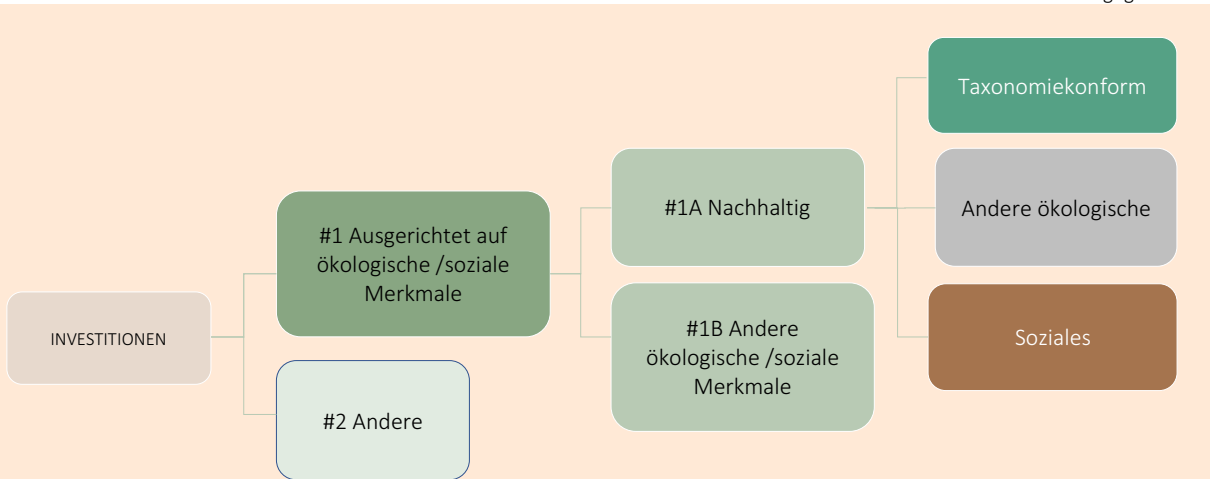 INVESTITIONEN
#1 Ausgerichtet auf
ökologische /soziale
Merkmale
#2 Andere
#1A Nachhaltig
#1B Andere
ökologische /soziale
Merkmale
Taxonomiekonform
Andere ökologische
Soziales